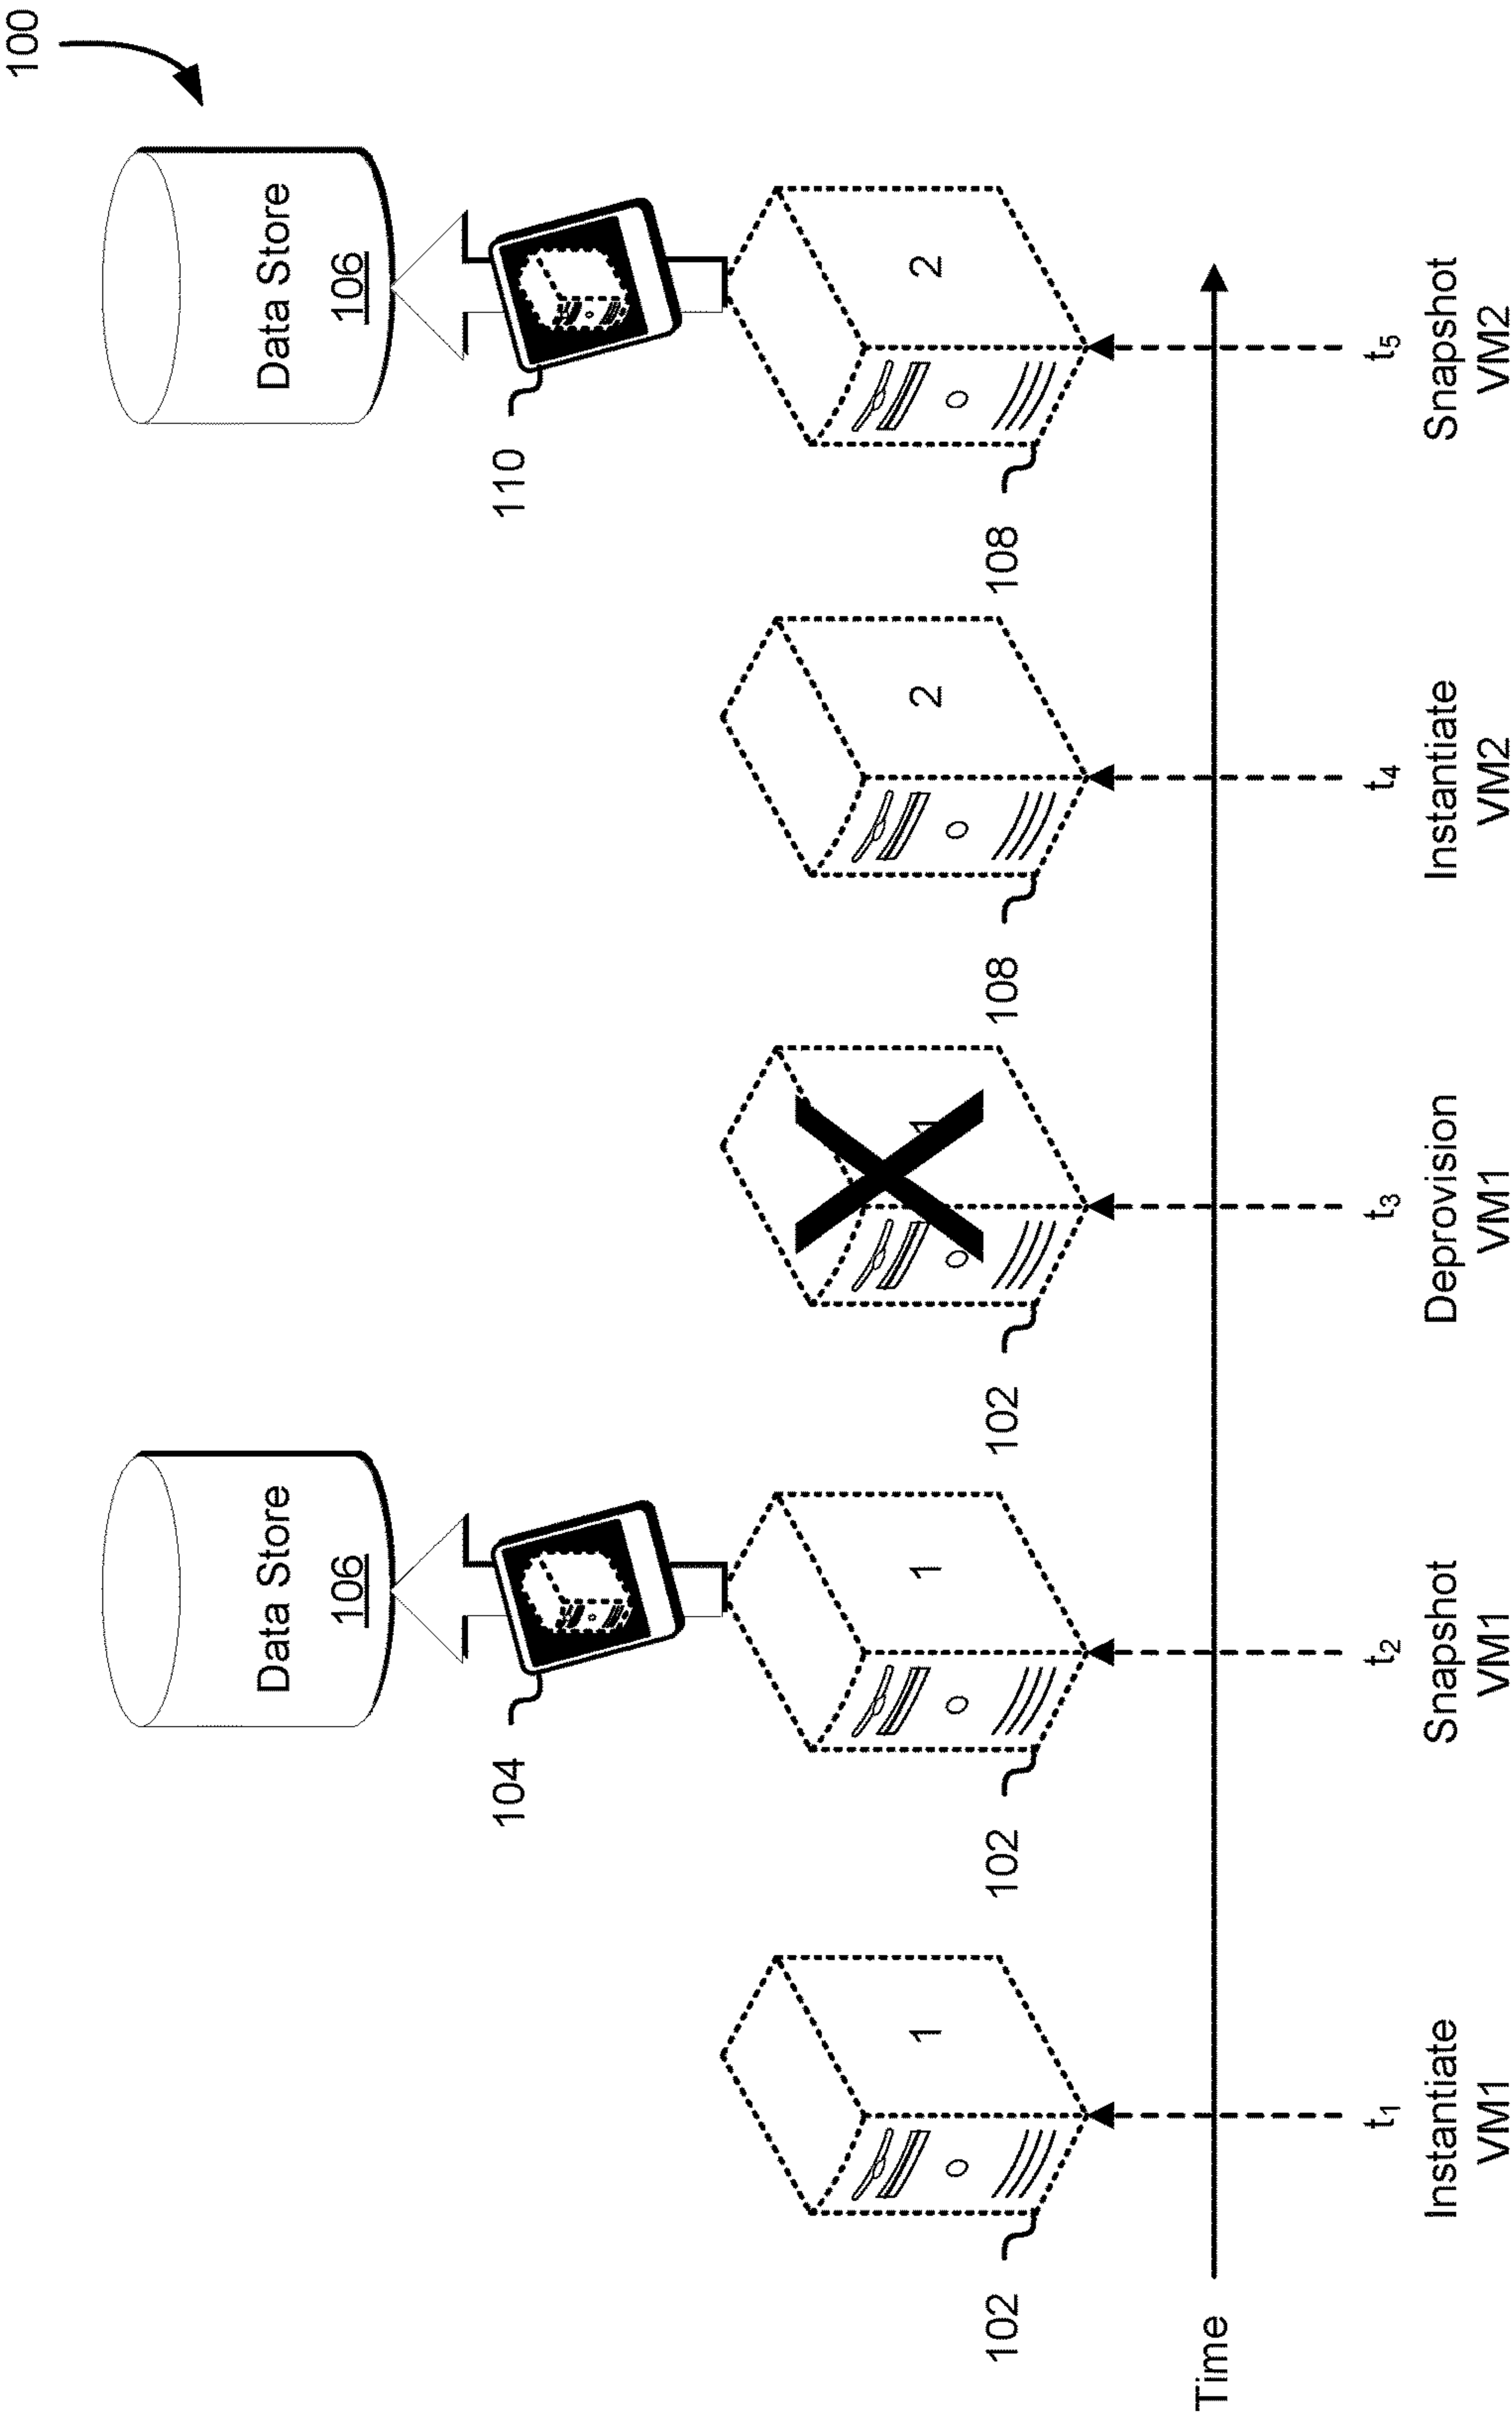 100
Data Store
106
Data Store
106
104
110
1
1
1
2
2
102
102
102
108
108
Time
t1
t2
t3
t4
t5
Instantiate
VM1
Snapshot
VM1
Deprovision
VM1
Instantiate
VM2
Snapshot
VM2